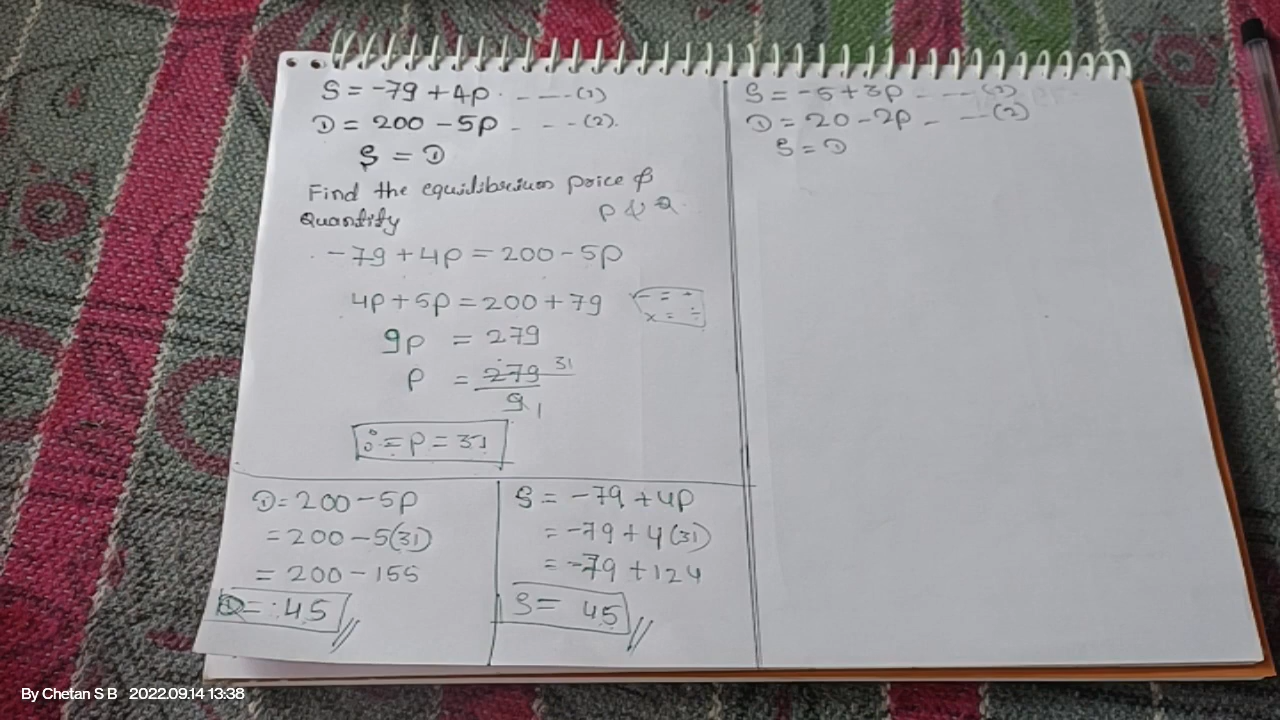 S = -79 + 4P - - - - (1)
D = 200 - 5P - - - - (2).
S = D
Find the equilibrium price &
Quantity
P & Q
-79 + 4P = 200 - 5P
4P + 5P = 200 + 79
- = +
x = ÷
9P = 279
P = 279 31
9 1
∴ = P = 31
D = 200 - 5P
= 200 - 5(31)
= 200 - 155
D = 45
S = -79 + 4P
= -79 + 4(31)
= -79 + 124
S = 45
S = -5 + 3P - - - - (1)
D = 20 - 2P - - - (2)
S = D
By Chetan S B 2022.09.14 13:38